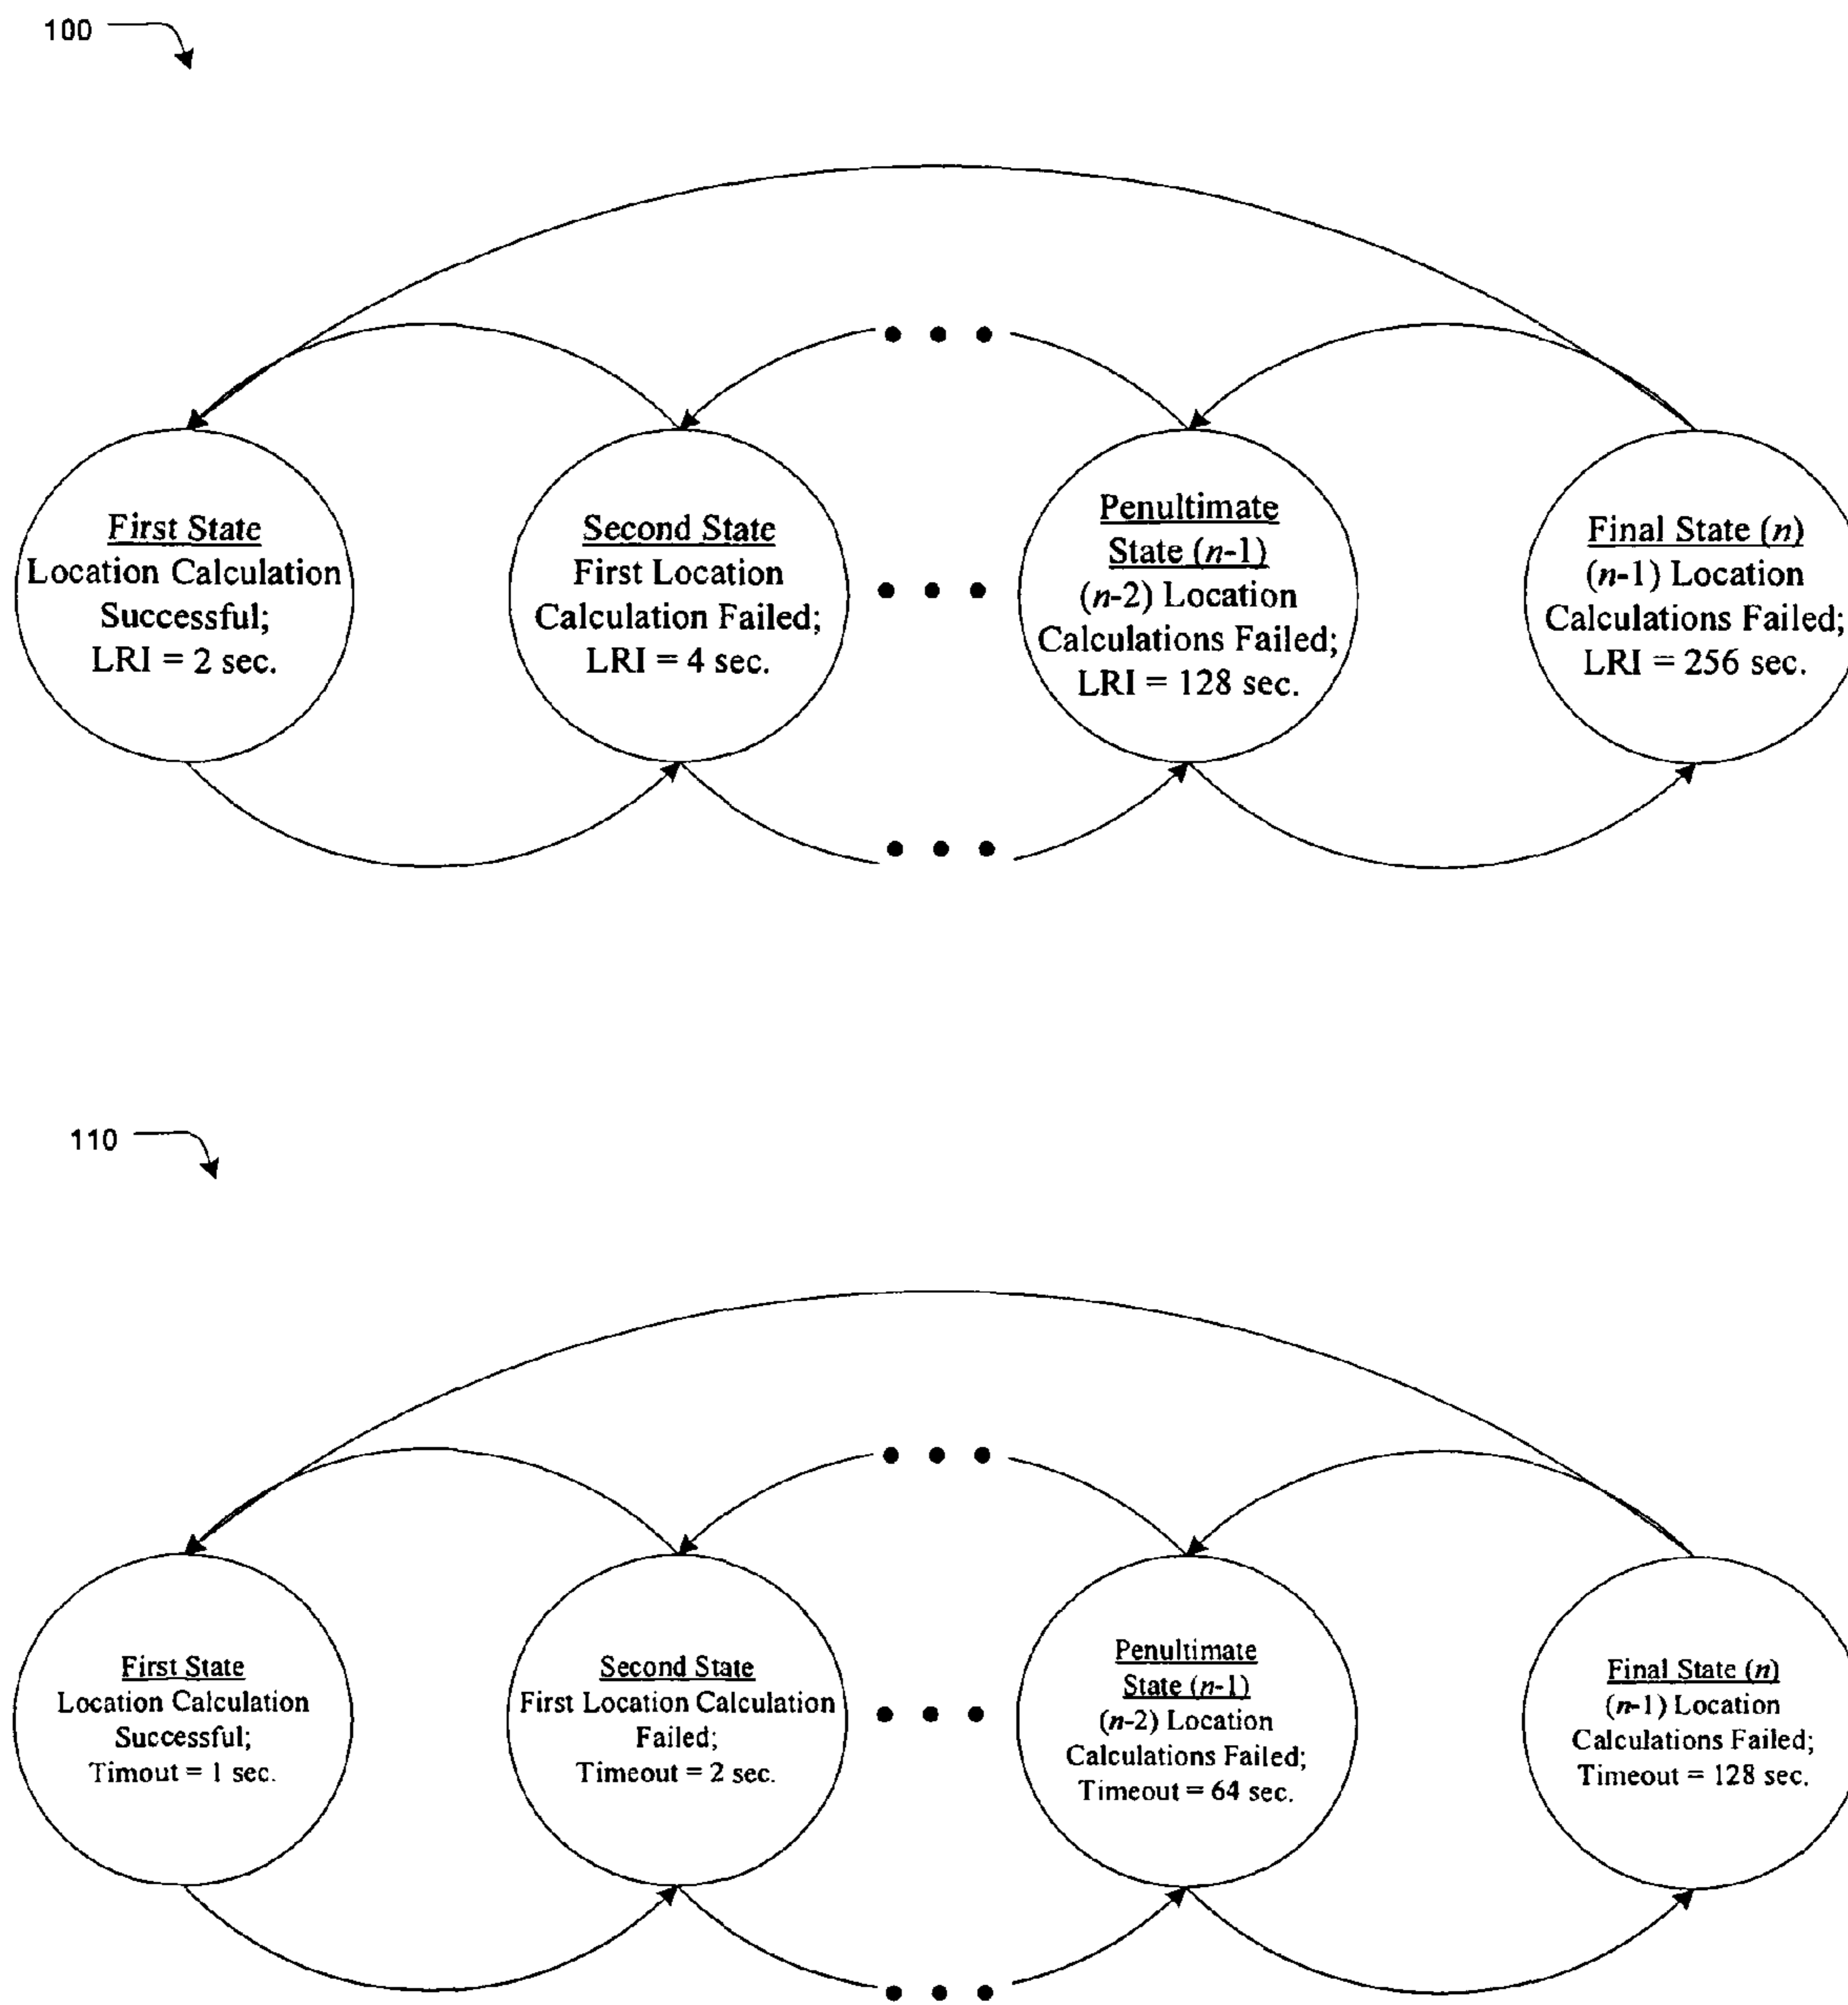 100
First State
Location Calculation
Successful;
LRI = 2 sec.
Second State
First Location
Calculation Failed;
LRI = 4 sec.
Penultimate
State (n-1)
(n-2) Location
Calculations Failed;
LRI = 128 sec.
Final State (n)
(n-1) Location
Calculations Failed;
LRI = 256 sec.
110
First State
Location Calculation
Successful;
Timout = 1 sec.
Second State
First Location Calculation
Failed;
Timeout = 2 sec.
Penultimate
State (n-1)
(n-2) Location
Calculations Failed;
Timeout = 64 sec.
Final State (n)
(n-1) Location
Calculations Failed;
Timeout = 128 sec.